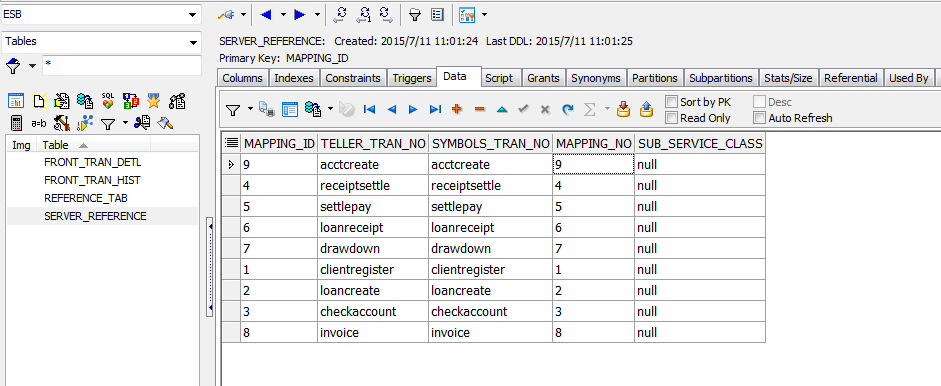 ESB
Tables
*
SQL
a=b
Img Table
FRONT_TRAN_DETL
FRONT_TRAN_HIST
REFERENCE_TAB
SERVER_REFERENCE
SERVER_REFERENCE: Created: 2015/7/11 11:01:24 Last DDL: 2015/7/11 11:01:25
Primary Key: MAPPING_ID
Columns Indexes Constraints Triggers Data Script Grants Synonyms Partitions Subpartitions Stats/Size Referential Used By
Sort by PK Desc
Read Only Auto Refresh
MAPPING_ID TELLER_TRAN_NO SYMBOLS_TRAN_NO MAPPING_NO SUB_SERVICE_CLASS
9 acctcreate acctcreate 9 null
4 receiptsettle receiptsettle 4 null
5 settlepay settlepay 5 null
6 loanreceipt loanreceipt 6 null
7 drawdown drawdown 7 null
1 clientregister clientregister 1 null
2 loancreate loancreate 2 null
3 checkaccount checkaccount 3 null
8 invoice invoice 8 null